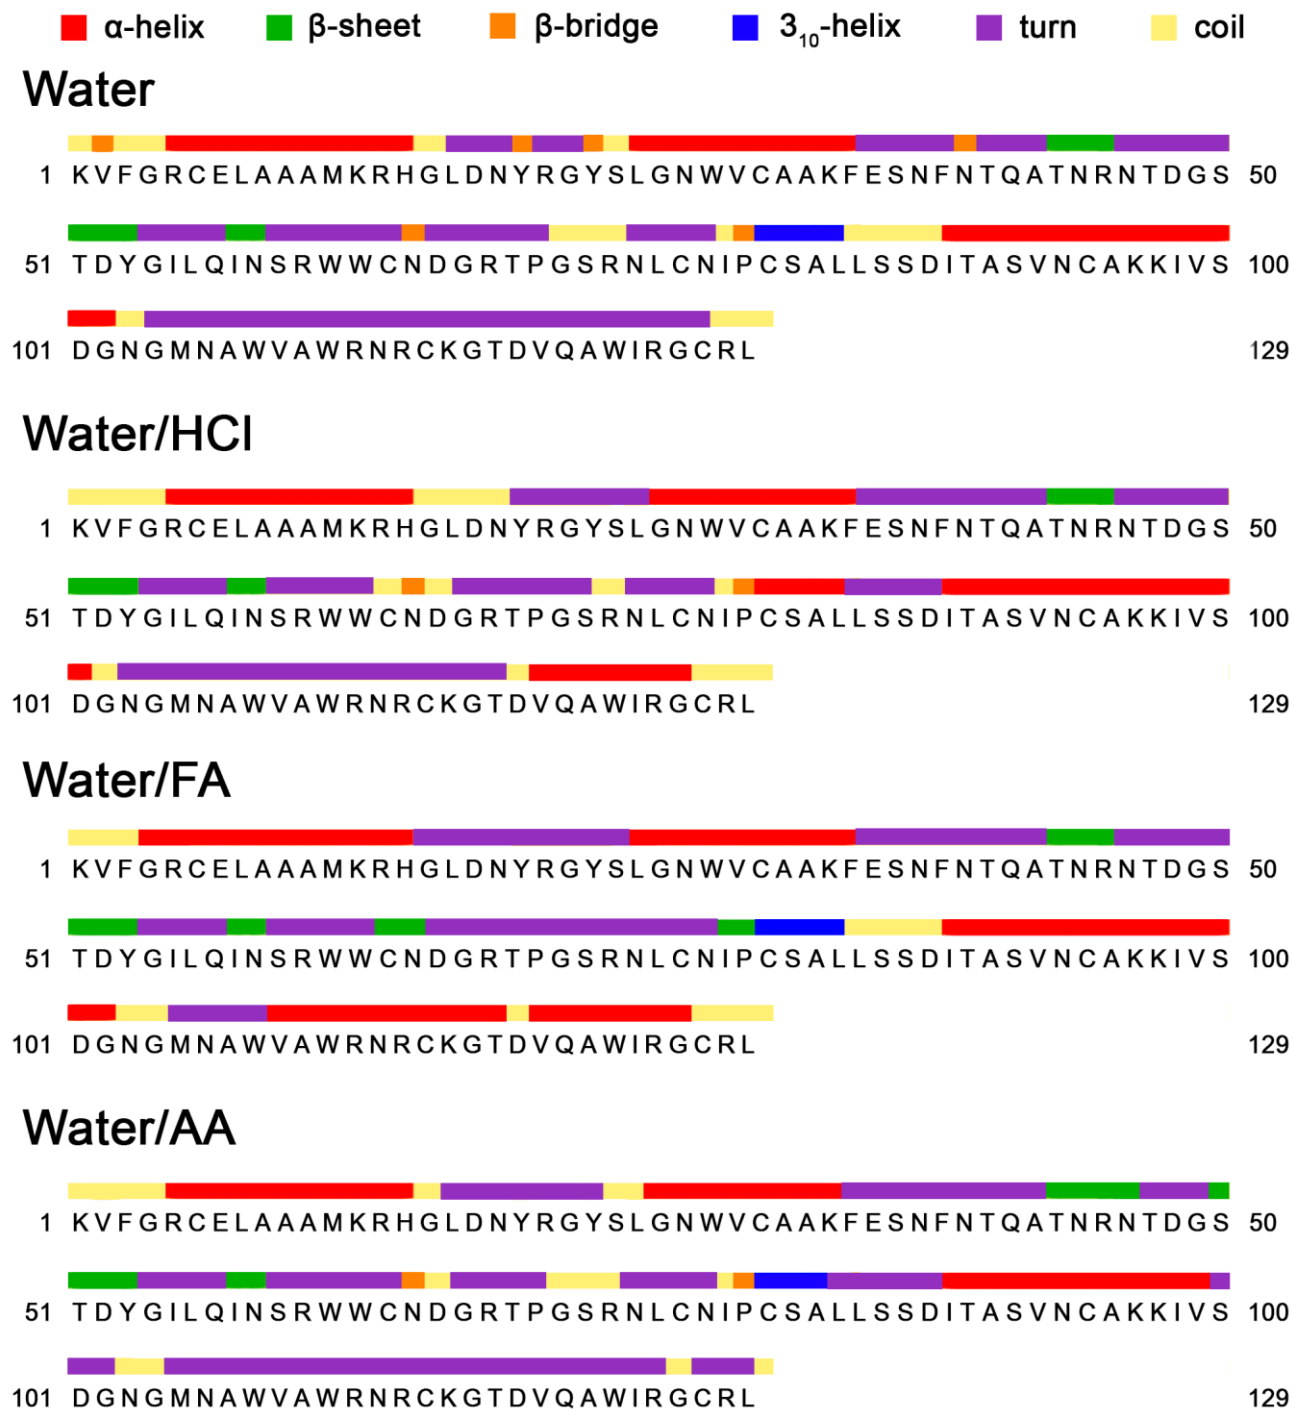 α-helix β-sheet β-bridge 3₁₀-helix turn coil
Water
1 KVFGRCELAAAMKRHGLDNYRGYSLGNWVCAAKFESNFNTQATNRNTDGS 50
51 TDYGILQINSRWWCNDGRTPGSRNLCNIPCSALLSSDITASVNCAKKIVS 100
101 DGNGMNAWVAWRNRCKGTDVQAWIRGCRL 129
Water/HCl
1 KVFGRCELAAAMKRHGLDNYRGYSLGNWVCAAKFESNFNTQATNRNTDGS 50
51 TDYGILQINSRWWCNDGRTPGSRNLCNIPCSALLSSDITASVNCAKKIVS 100
101 DGNGMNAWVAWRNRCKGTDVQAWIRGCRL 129
Water/FA
1 KVFGRCELAAAMKRHGLDNYRGYSLGNWVCAAKFESNFNTQATNRNTDGS 50
51 TDYGILQINSRWWCNDGRTPGSRNLCNIPCSALLSSDITASVNCAKKIVS 100
101 DGNGMNAWVAWRNRCKGTDVQAWIRGCRL 129
Water/AA
1 KVFGRCELAAAMKRHGLDNYRGYSLGNWVCAAKFESNFNTQATNRNTDGS 50
51 TDYGILQINSRWWCNDGRTPGSRNLCNIPCSALLSSDITASVNCAKKIVS 100
101 DGNGMNAWVAWRNRCKGTDVQAWIRGCRL 129